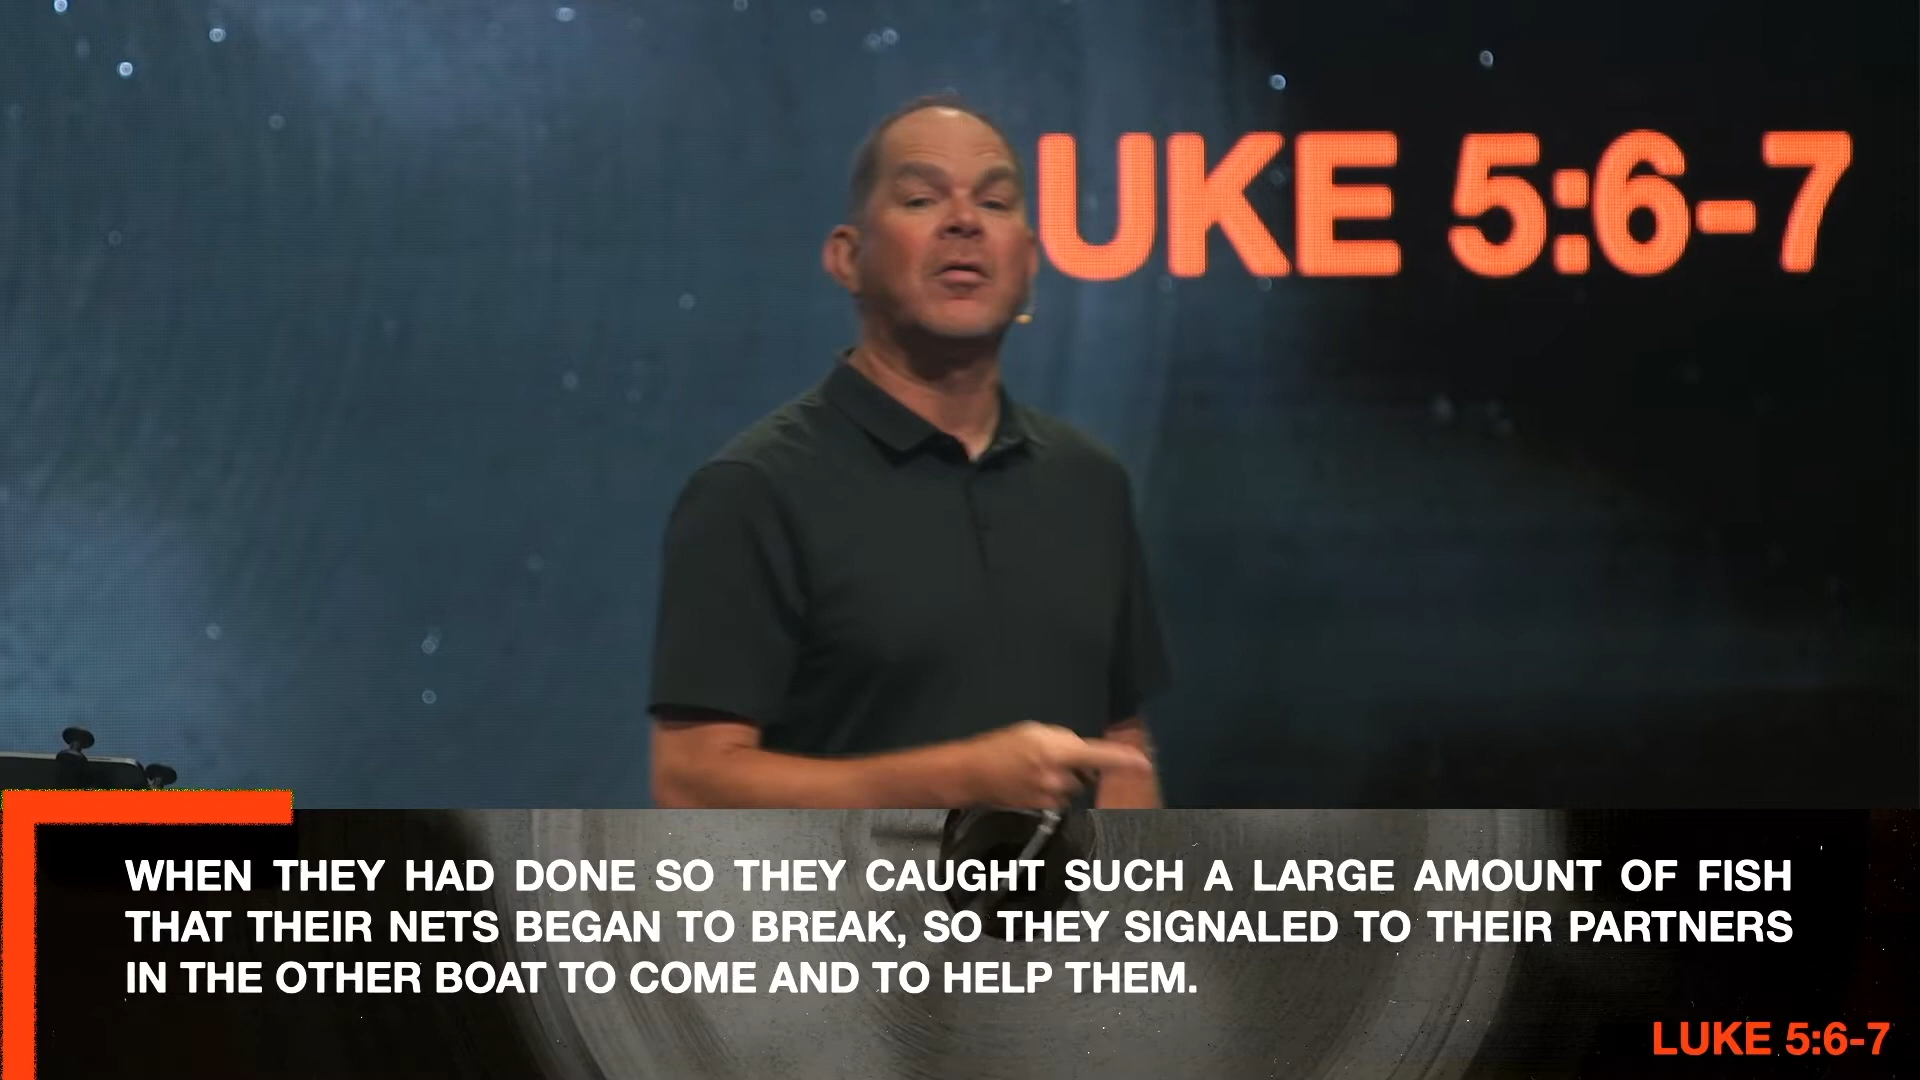 UKE 5:6-7
WHEN THEY HAD DONE SO THEY CAUGHT SUCH A LARGE AMOUNT OF FISH
THAT THEIR NETS BEGAN TO BREAK, SO THEY SIGNALED TO THEIR PARTNERS
IN THE OTHER BOAT TO COME AND TO HELP THEM.
LUKE 5:6-7